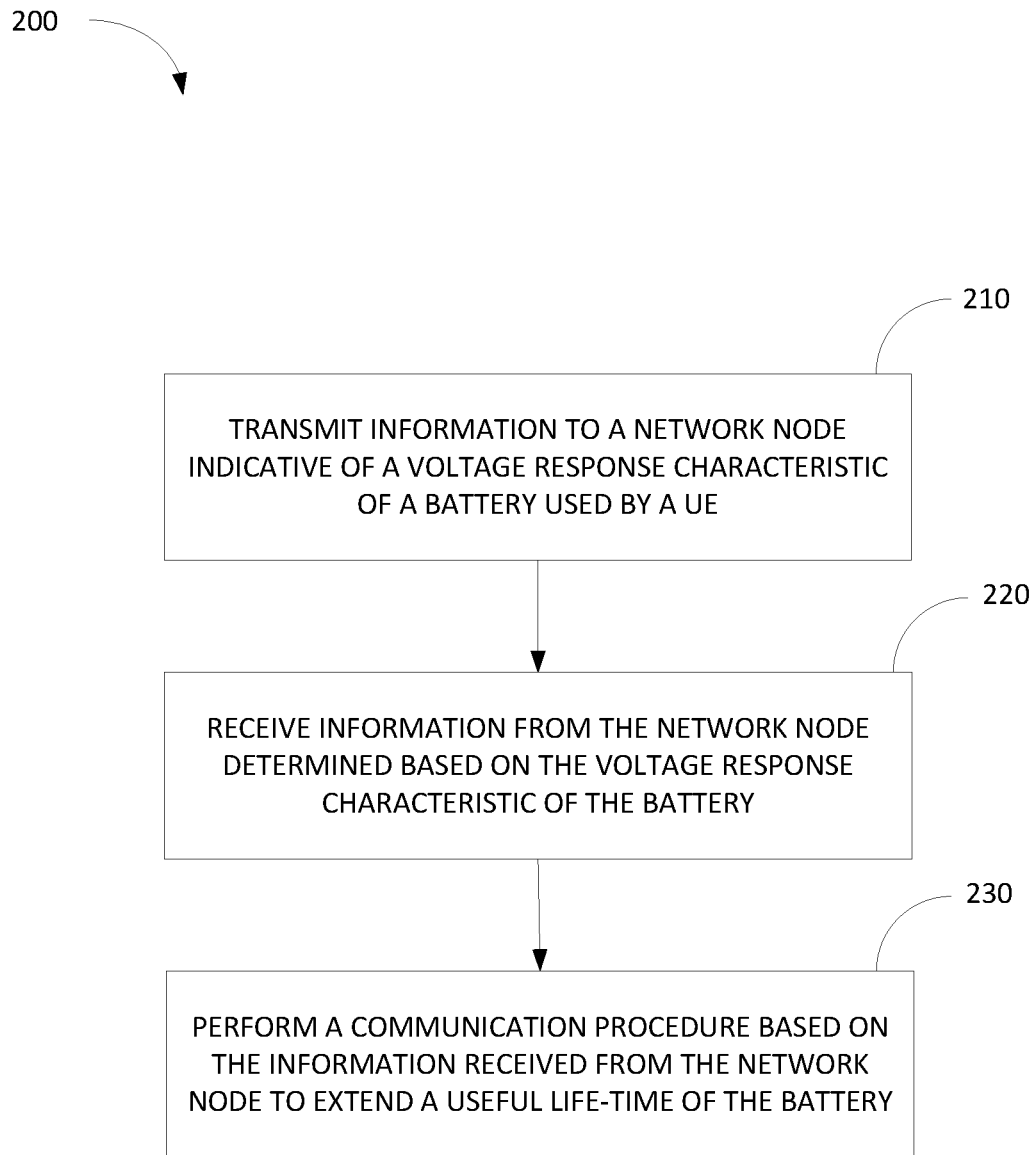 200
210
TRANSMIT INFORMATION TO A NETWORK NODE
INDICATIVE OF A VOLTAGE RESPONSE CHARACTERISTIC
OF A BATTERY USED BY A UE
220
RECEIVE INFORMATION FROM THE NETWORK NODE
DETERMINED BASED ON THE VOLTAGE RESPONSE
CHARACTERISTIC OF THE BATTERY
230
PERFORM A COMMUNICATION PROCEDURE BASED ON
THE INFORMATION RECEIVED FROM THE NETWORK
NODE TO EXTEND A USEFUL LIFE-TIME OF THE BATTERY